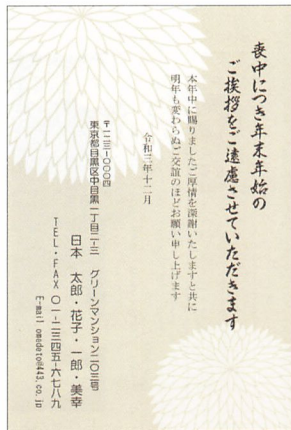 喪中につき年末年始の
ご挨拶をご遠慮させていただきます
本年中に賜りましたご厚情を深謝いたしますと共に
明年も変わらぬご交誼のほどお願い申し上げます
令和三年十二月
〒一二三-〇〇〇四
東京都目黒区中目黒一丁目二-三 グリーンマンション二〇三号
日本 太郎・花子・一郎・美幸
TEL・FAX 〇一-二三四五-六七八九
E-mail omedeto@443.co.jp